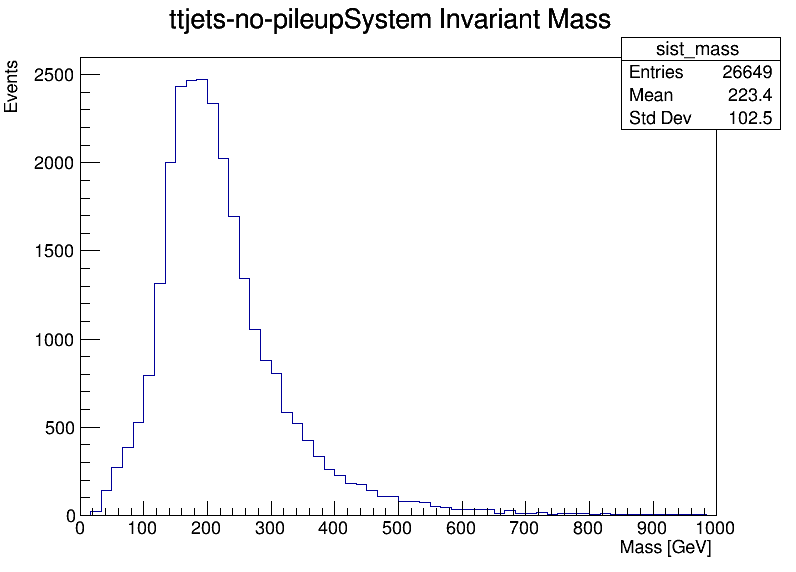 ttjets-no-pileupSystem Invariant Mass
sist_mass
Entries 26649
Mean 223.4
Std Dev 102.5
Events
2500
2000
1500
1000
500
0
0 100 200 300 400 500 600 700 800 900 1000
Mass [GeV]